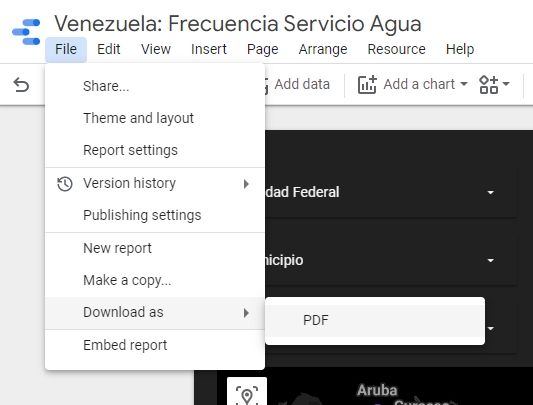 Venezuela: Frecuencia Servicio Agua
File Edit View Insert Page Arrange Resource Help
Add data Add a chart
Share...
Theme and layout
Report settings
Version history
Publishing settings
New report
Make a copy...
Download as
PDF
Embed report
dad Federal
nicipio
Aruba